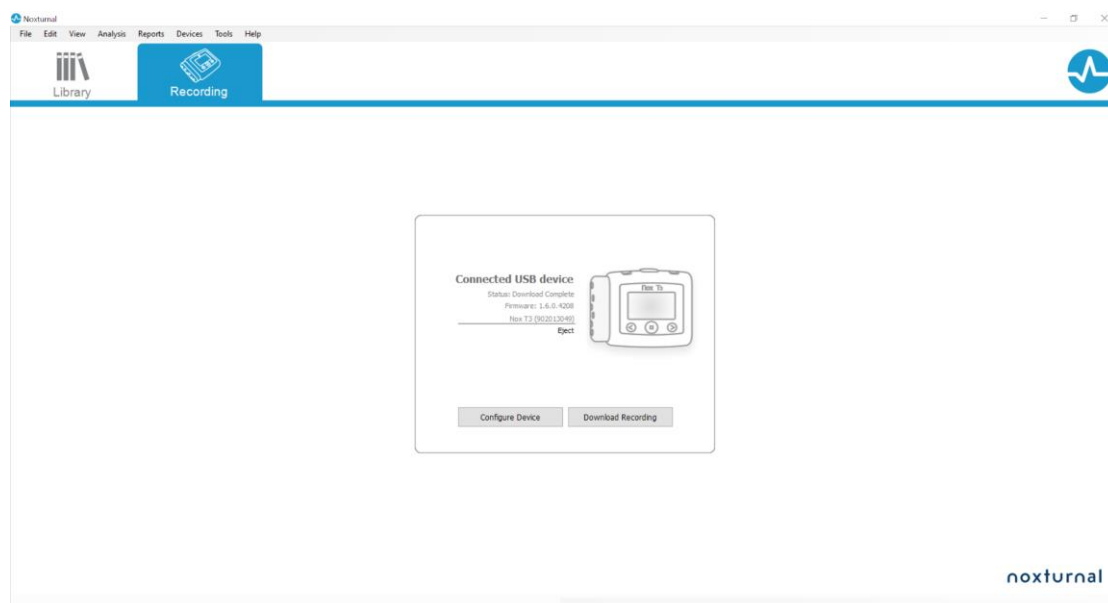 Noxturnal
File Edit View Analysis Reports Devices Tools Help
Library
Recording
Connected USB device
Status: Download Complete
Firmware: 1.6.0.4208
Nox T3 [902013049]
Eject
Nox T3
Configure Device
Download Recording
noxturnal